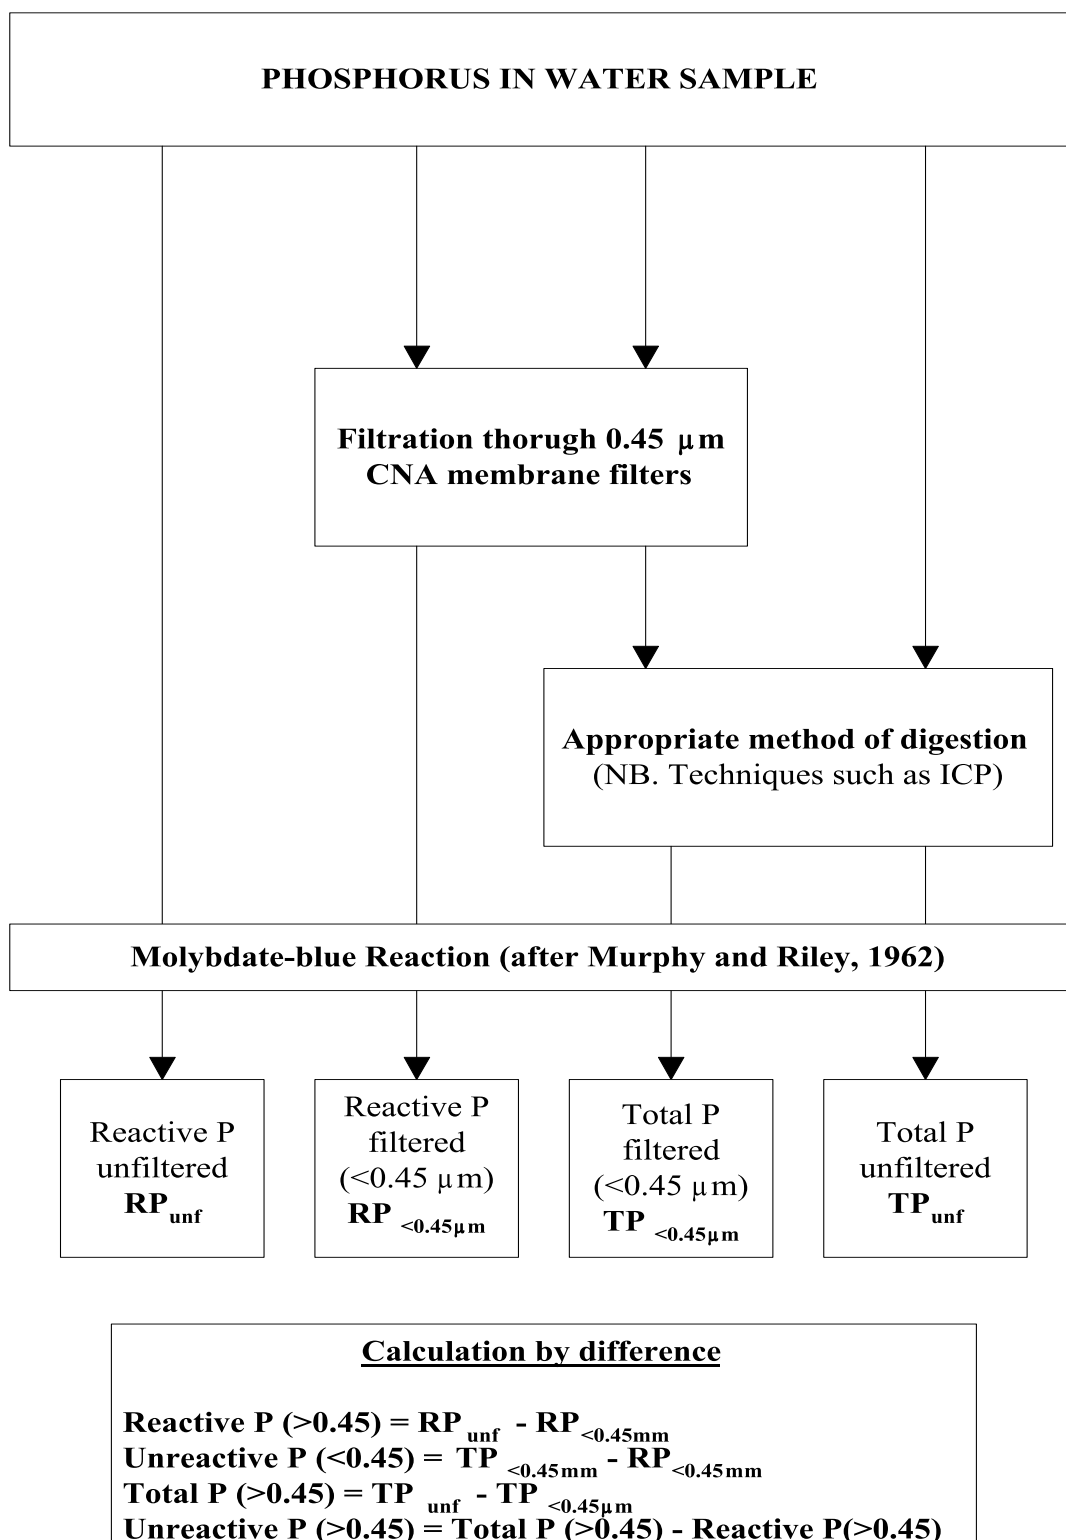 PHOSPHORUS IN WATER SAMPLE
Filtration thorugh 0.45 µm
CNA membrane filters
Appropriate method of digestion
(NB. Techniques such as ICP)
Molybdate-blue Reaction (after Murphy and Riley, 1962)
Reactive P
unfiltered
RPunf
Reactive P
filtered
(<0.45 µm)
RP <0.45µm
Total P
filtered
(<0.45 µm)
TP <0.45µm
Total P
unfiltered
TPunf
Calculation by difference
Reactive P (>0.45) = RP unf - RP<0.45mm
Unreactive P (<0.45) = TP <0.45mm - RP<0.45mm
Total P (>0.45) = TP unf - TP <0.45µm
Unreactive P (>0.45) = Total P (>0.45) - Reactive P(>0.45)